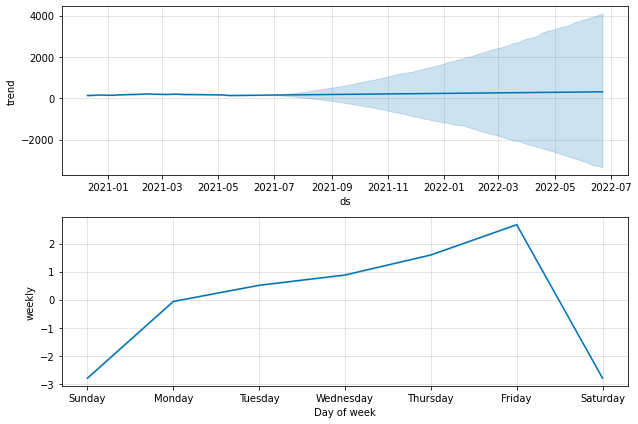 4000
2000
0
−2000
trend
2021-01 2021-03 2021-05 2021-07 2021-09 2021-11 2022-01 2022-03 2022-05 2022-07
ds
2
1
0
−1
−2
−3
weekly
Sunday Monday Tuesday Wednesday Thursday Friday Saturday
Day of week